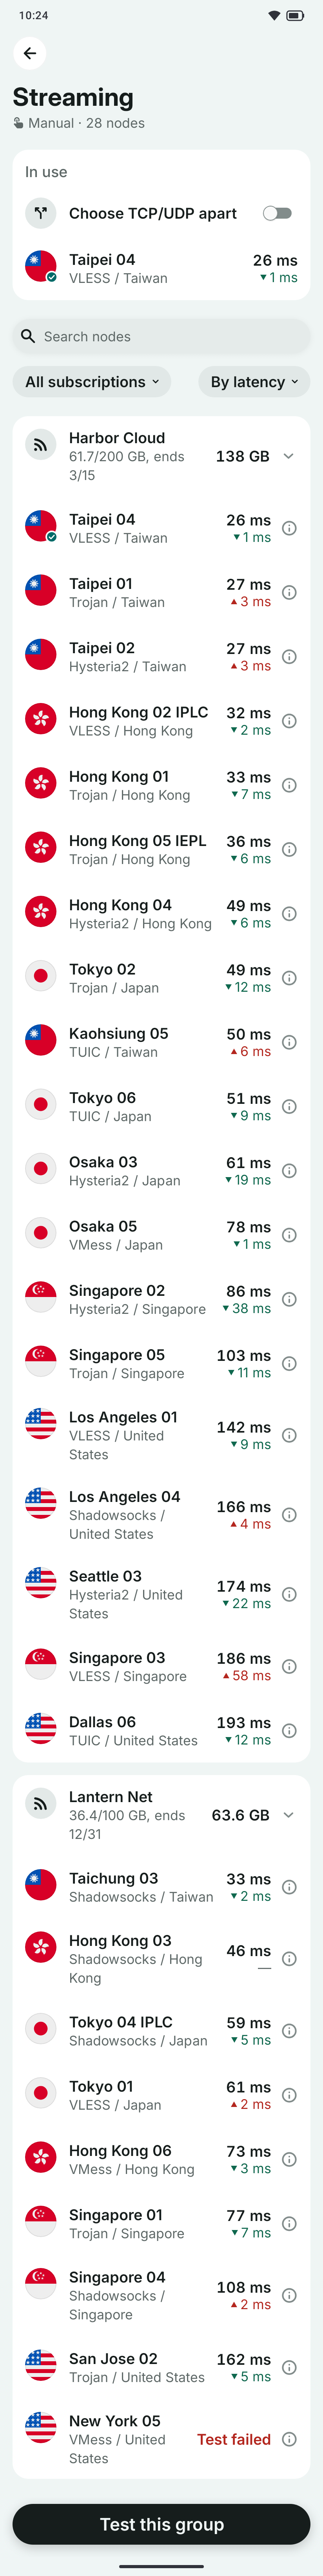 10:24
Streaming
Manual · 28 nodes
In use
Choose TCP/UDP apart
Taipei 04
VLESS / Taiwan
26 ms
▼1 ms
Search nodes
All subscriptions
By latency
Harbor Cloud
61.7/200 GB, ends
3/15
138 GB
Taipei 04
VLESS / Taiwan
26 ms
▼1 ms
Taipei 01
Trojan / Taiwan
27 ms
▲3 ms
Taipei 02
Hysteria2 / Taiwan
27 ms
▲3 ms
Hong Kong 02 IPLC
VLESS / Hong Kong
32 ms
▼2 ms
Hong Kong 01
Trojan / Hong Kong
33 ms
▼7 ms
Hong Kong 05 IEPL
Trojan / Hong Kong
36 ms
▼6 ms
Hong Kong 04
Hysteria2 / Hong Kong
49 ms
▼6 ms
Tokyo 02
Trojan / Japan
49 ms
▼12 ms
Kaohsiung 05
TUIC / Taiwan
50 ms
▲6 ms
Tokyo 06
TUIC / Japan
51 ms
▼9 ms
Osaka 03
Hysteria2 / Japan
61 ms
▼19 ms
Osaka 05
VMess / Japan
78 ms
▼1 ms
Singapore 02
Hysteria2 / Singapore
86 ms
▼38 ms
Singapore 05
Trojan / Singapore
103 ms
▼11 ms
Los Angeles 01
VLESS / United
States
142 ms
▼9 ms
Los Angeles 04
Shadowsocks /
United States
166 ms
▲4 ms
Seattle 03
Hysteria2 / United
States
174 ms
▼22 ms
Singapore 03
VLESS / Singapore
186 ms
▲58 ms
Dallas 06
TUIC / United States
193 ms
▼12 ms
Lantern Net
36.4/100 GB, ends
12/31
63.6 GB
Taichung 03
Shadowsocks / Taiwan
33 ms
▼2 ms
Hong Kong 03
Shadowsocks / Hong
Kong
46 ms
—
Tokyo 04 IPLC
Shadowsocks / Japan
59 ms
▼5 ms
Tokyo 01
VLESS / Japan
61 ms
▲2 ms
Hong Kong 06
VMess / Hong Kong
73 ms
▼3 ms
Singapore 01
Trojan / Singapore
77 ms
▼7 ms
Singapore 04
Shadowsocks /
Singapore
108 ms
▲2 ms
San Jose 02
Trojan / United States
162 ms
▼5 ms
New York 05
VMess / United
States
Test failed
Test this group